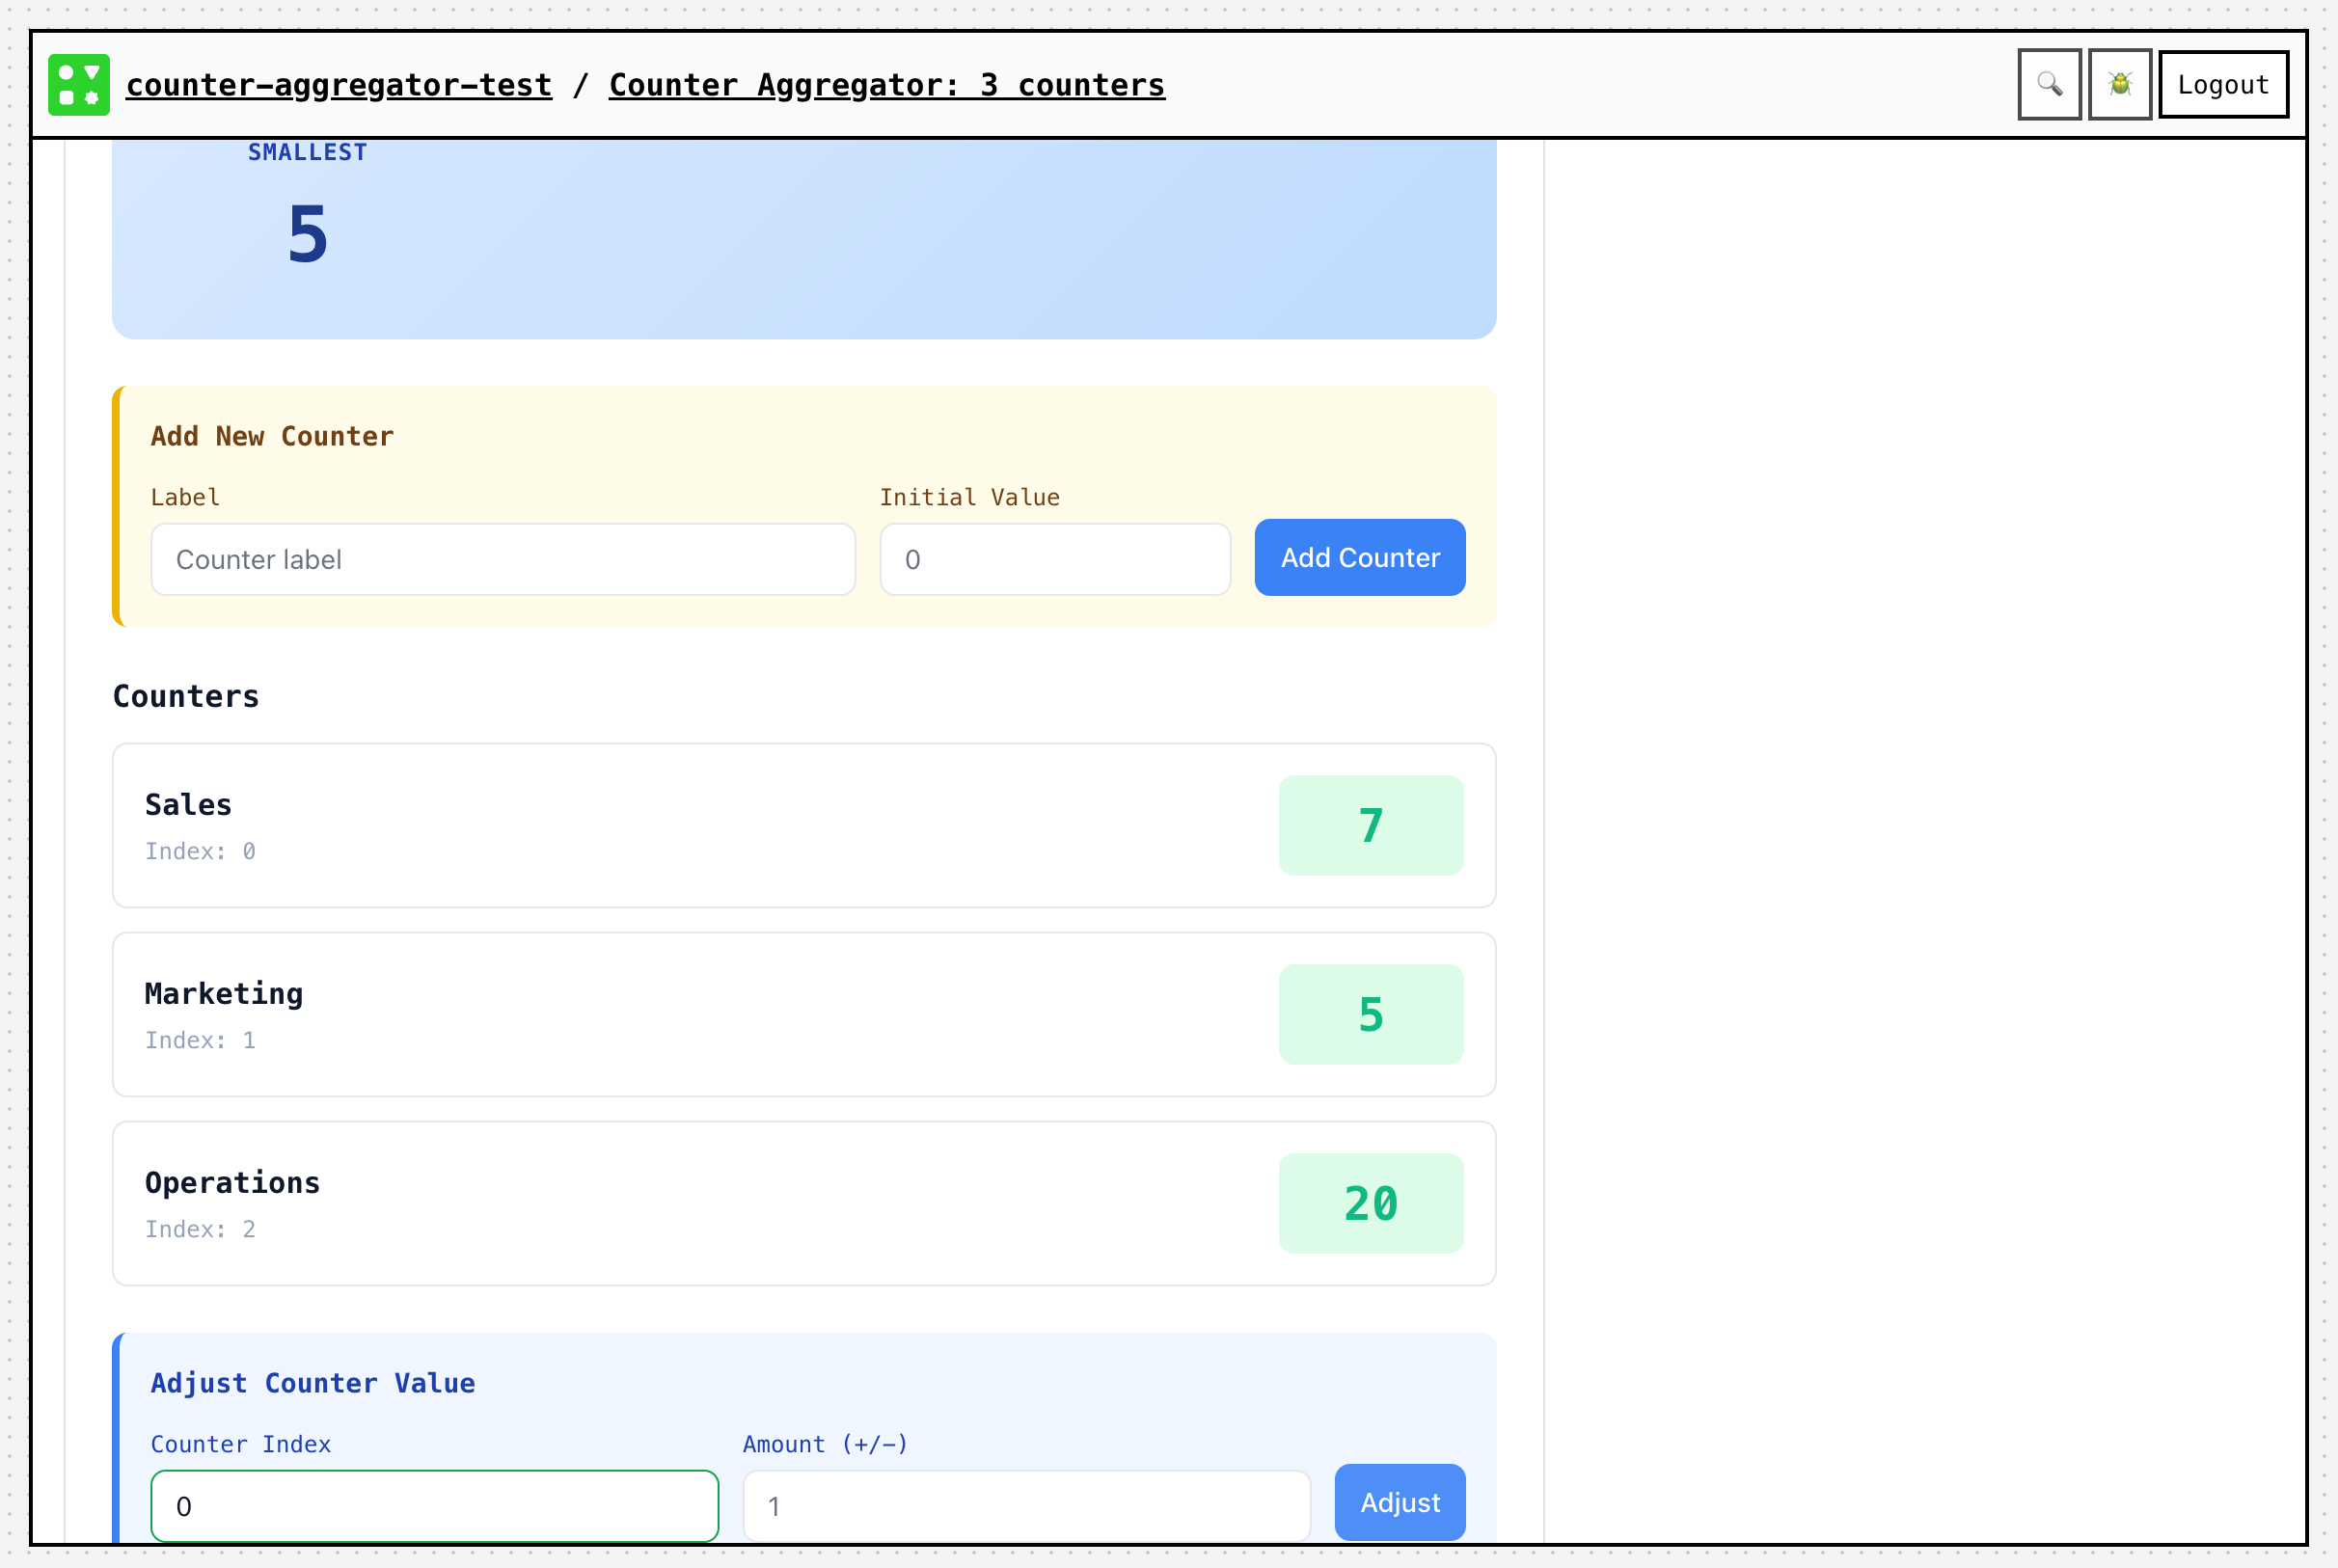 counter-aggregator-test / Counter Aggregator: 3 counters
Logout
SMALLEST
5
Add New Counter
Label
Initial Value
Counter label
0
Add Counter
Counters
Sales
Index: 0
7
Marketing
Index: 1
5
Operations
Index: 2
20
Adjust Counter Value
Counter Index
Amount (+/-)
0
1
Adjust